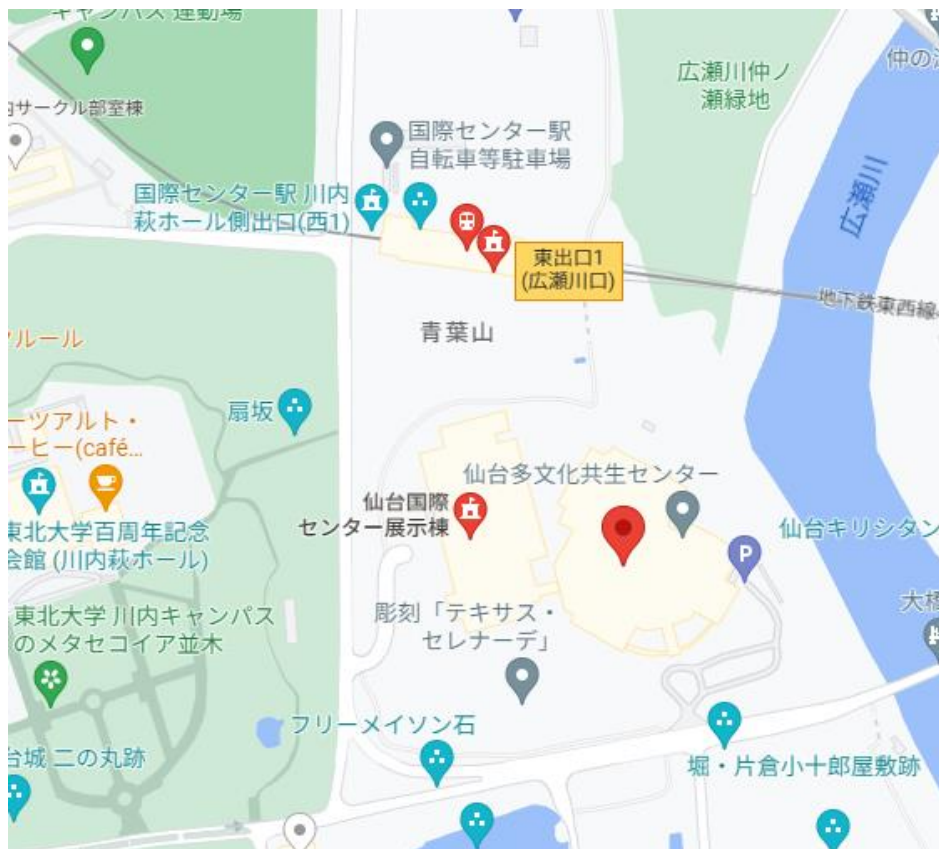 キャンパス 運動場
サークル部室棟
国際センター駅
自転車等駐車場
広瀬川仲ノ
瀬緑地
仲の
国際センター駅 川内
萩ホール側出口(西1)
広瀬川
東出口1
(広瀬川口)
地下鉄東西線
青葉山
ルール
扇坂
ーツアルト・
ーヒー(café...
仙台多文化共生センター
仙台国際
センター展示棟
P
仙台キリシタン
東北大学百周年記念
会館 (川内萩ホール)
大橋
彫刻「テキサス・
セレナーデ」
東北大学 川内キャンパス
のメタセコイア並木
フリーメイソン石
台城 二の丸跡
堀・片倉小十郎屋敷跡